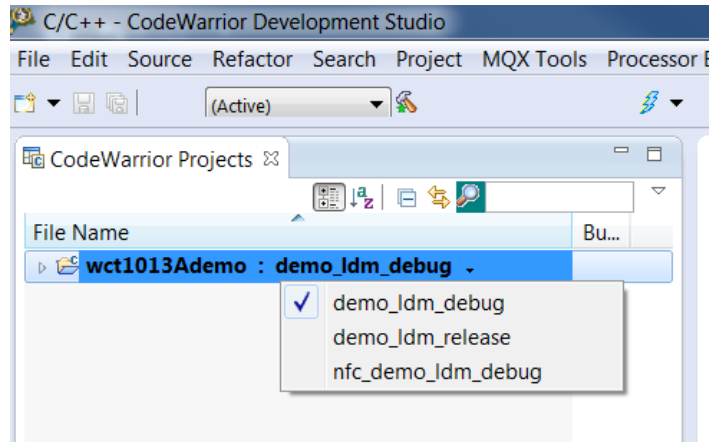 C/C++ - CodeWarrior Development Studio
File Edit Source Refactor Search Project MQX Tools Processor E
(Active)
CodeWarrior Projects
File Name Bu...
wct1013Ademo : demo_ldm_debug
demo_ldm_debug
demo_ldm_release
nfc_demo_ldm_debug